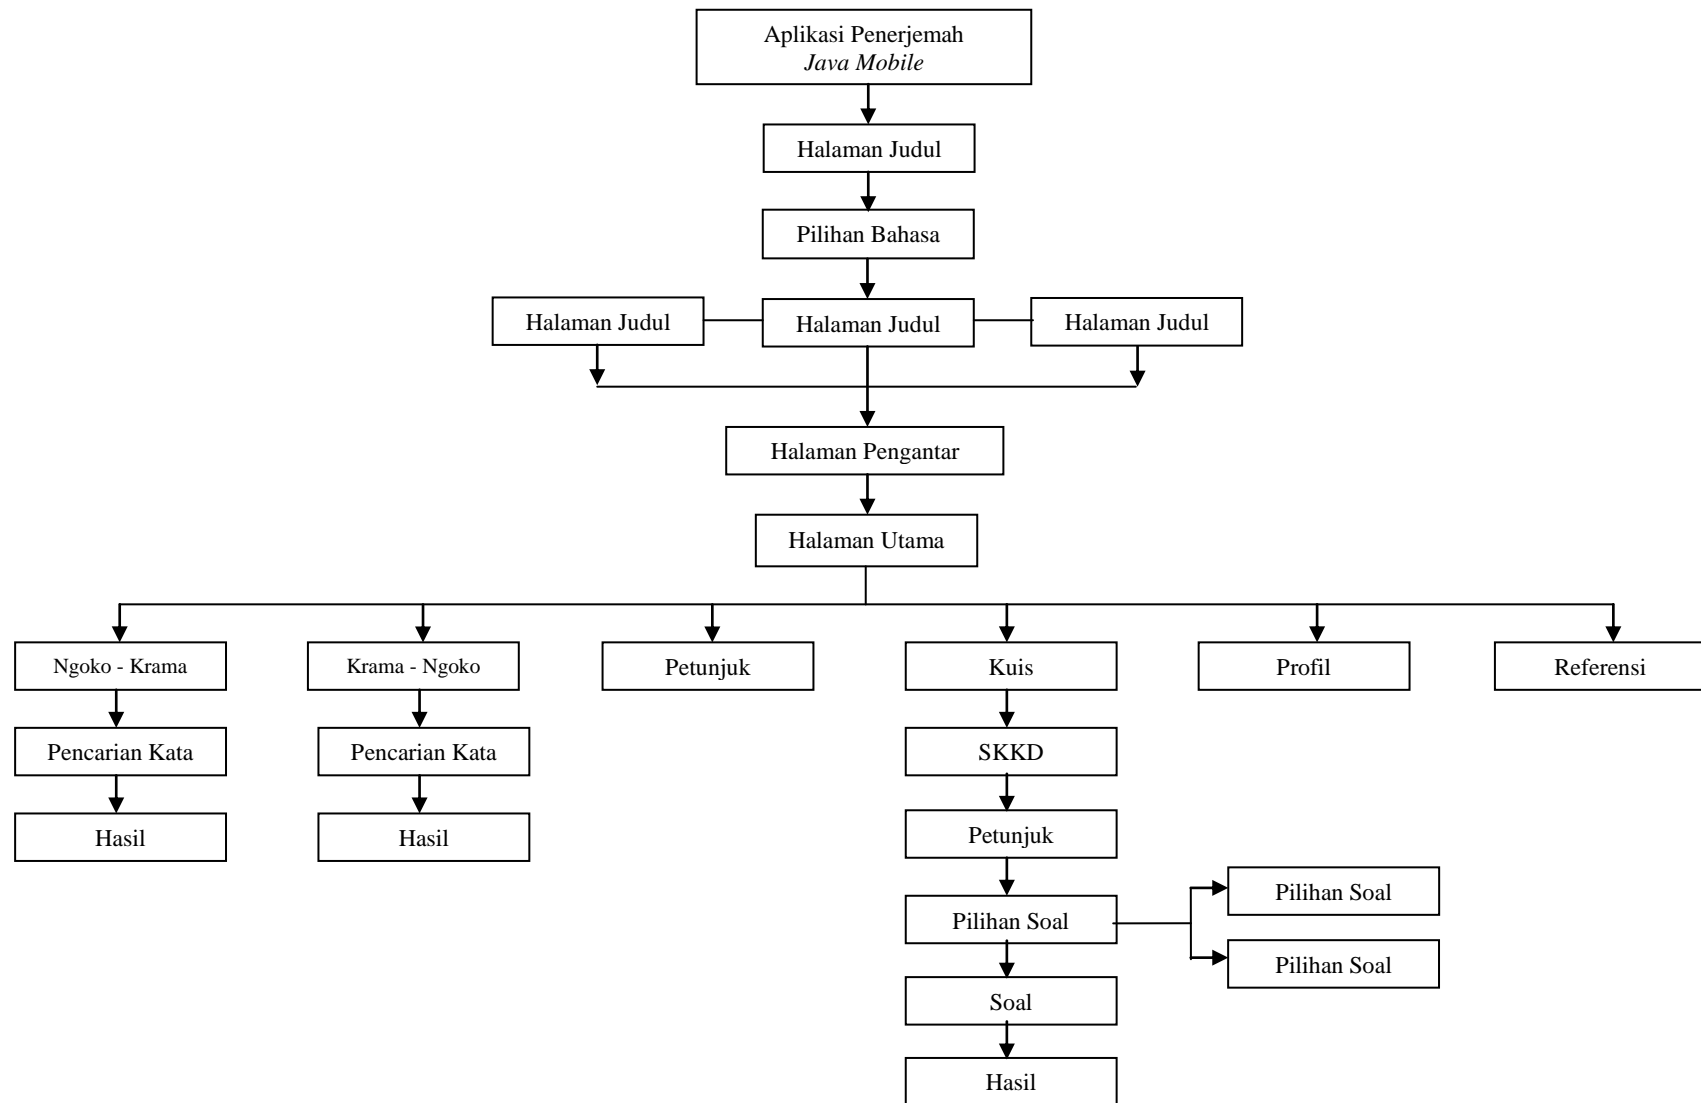 Aplikasi Penerjemah
Java Mobile
Halaman Judul
Pilihan Bahasa
Halaman Judul
Halaman Judul
Halaman Judul
Halaman Pengantar
Halaman Utama
Ngoko - Krama
Krama - Ngoko
Petunjuk
Kuis
Profil
Referensi
Pencarian Kata
Pencarian Kata
SKKD
Hasil
Hasil
Petunjuk
Pilihan Soal
Pilihan Soal
Pilihan Soal
Soal
Hasil